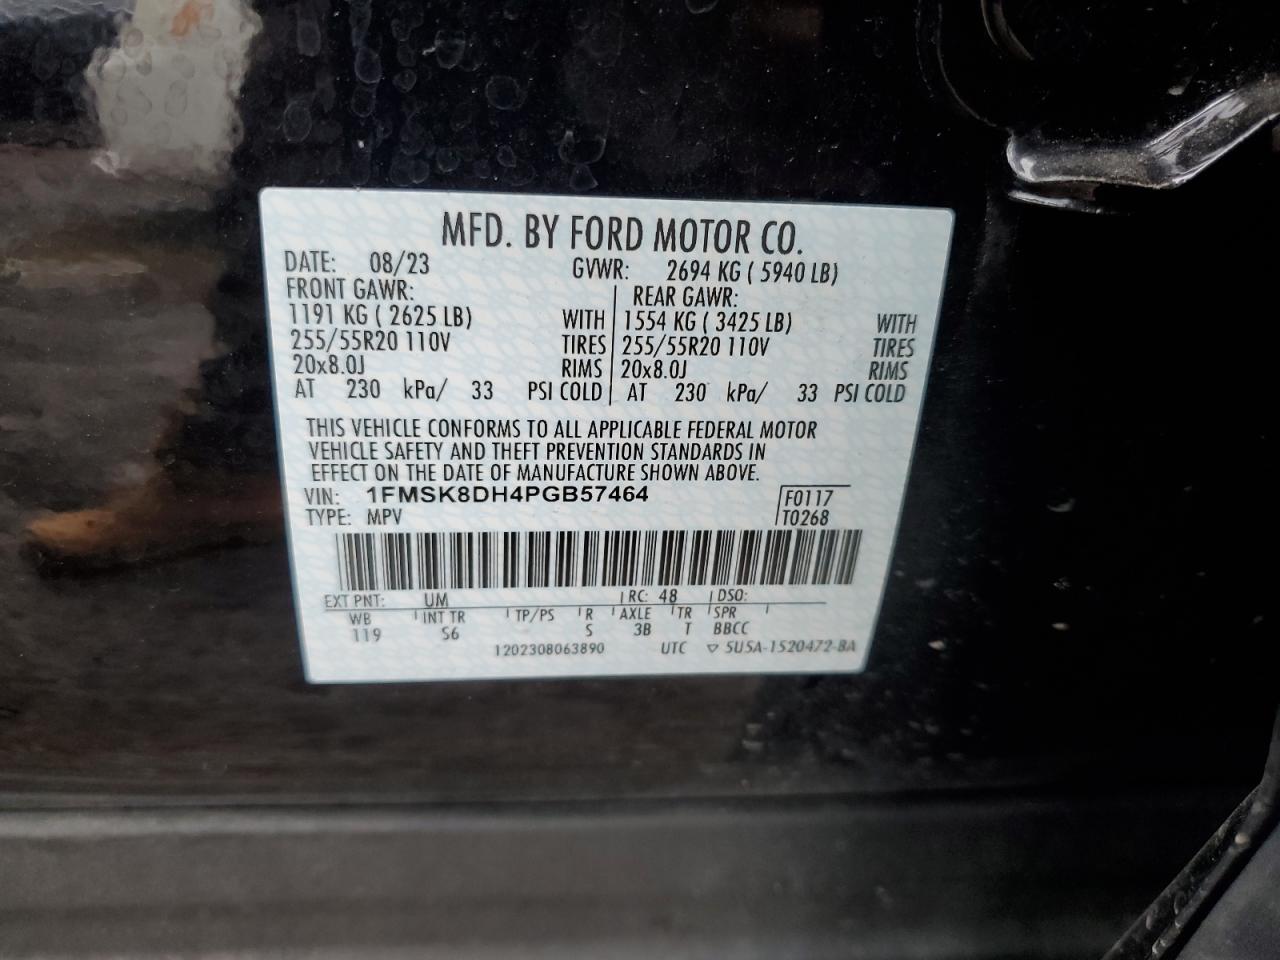 MFD. BY FORD MOTOR CO.
DATE: 08/23 GVWR: 2694 KG ( 5940 LB)
FRONT GAWR: REAR GAWR:
1191 KG ( 2625 LB) WITH 1554 KG ( 3425 LB) WITH
255/55R20 110V TIRES 255/55R20 110V TIRES
20x8.0J RIMS 20x8.0J RIMS
AT 230 kPa/ 33 PSI COLD AT 230 kPa/ 33 PSI COLD
THIS VEHICLE CONFORMS TO ALL APPLICABLE FEDERAL MOTOR
VEHICLE SAFETY AND THEFT PREVENTION STANDARDS IN
EFFECT ON THE DATE OF MANUFACTURE SHOWN ABOVE.
VIN: 1FMSK8DH4PGB57464 F0117
TYPE: MPV T0268
EXT PNT: UM RC: 48 DSO:
WB INT TR TP/PS R AXLE TR SPR
119 S6 S 3B T BBCC
1202308063890 UTC ▽ SU5A-1520472-BA